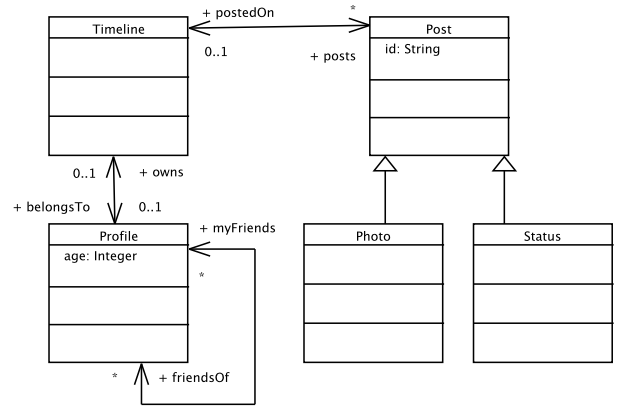 + postedOn
*
Timeline
Post
0..1
+ posts
id: String
0..1
+ owns
+ belongsTo
0..1
Profile
+ myFriends
Photo
Status
age: Integer
*
*
+ friendsOf